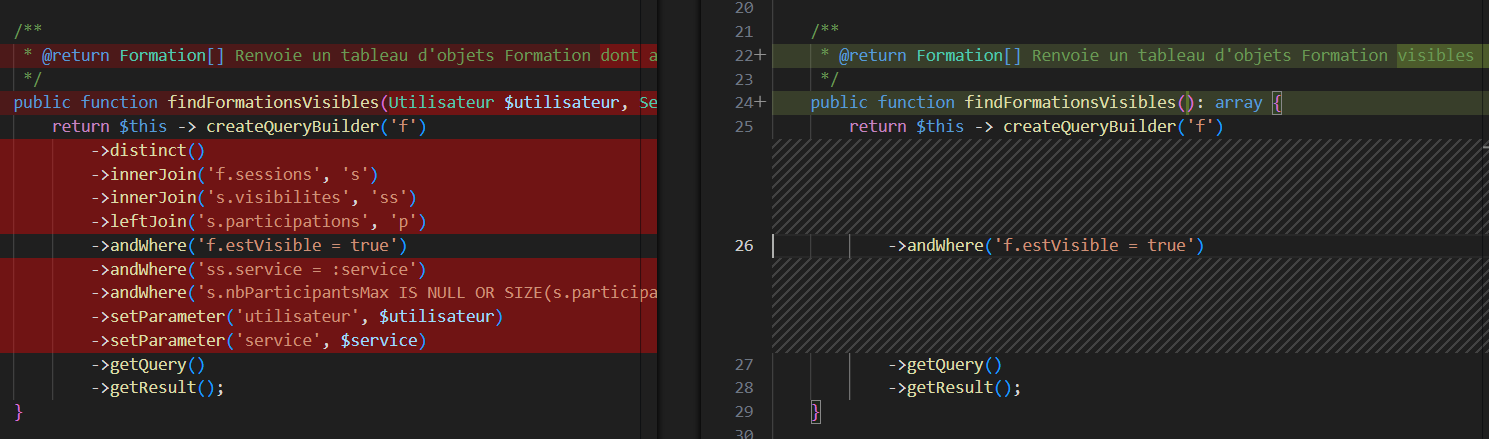 /**
* @return Formation[] Renvoie un tableau d'objets Formation dont a
*/
public function findFormationsVisibles(Utilisateur $utilisateur, Se
return $this -> createQueryBuilder('f')
->distinct()
->innerJoin('f.sessions', 's')
->innerJoin('s.visibilites', 'ss')
->leftJoin('s.participations', 'p')
->andWhere('f.estVisible = true')
->andWhere('ss.service = :service')
->andWhere('s.nbParticipantsMax IS NULL OR SIZE(s.participa
->setParameter('utilisateur', $utilisateur)
->setParameter('service', $service)
->getQuery()
->getResult();
}
20
21 /**
22+ * @return Formation[] Renvoie un tableau d'objets Formation visibles
23 */
24+ public function findFormationsVisibles(): array {
25 return $this -> createQueryBuilder('f')
26 ->andWhere('f.estVisible = true')
27 ->getQuery()
28 ->getResult();
29 }
30